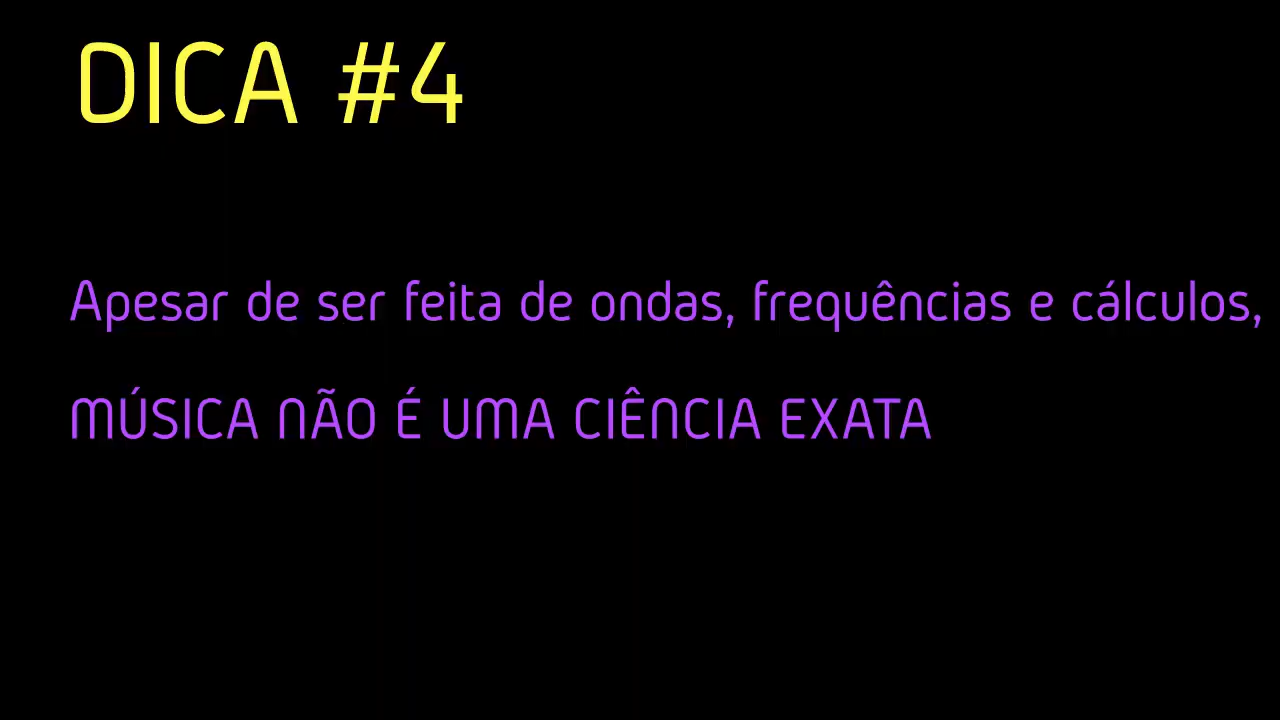 DICA #4
Apesar de ser feita de ondas, frequências e cálculos,
MÚSICA NÃO É UMA CIÊNCIA EXATA